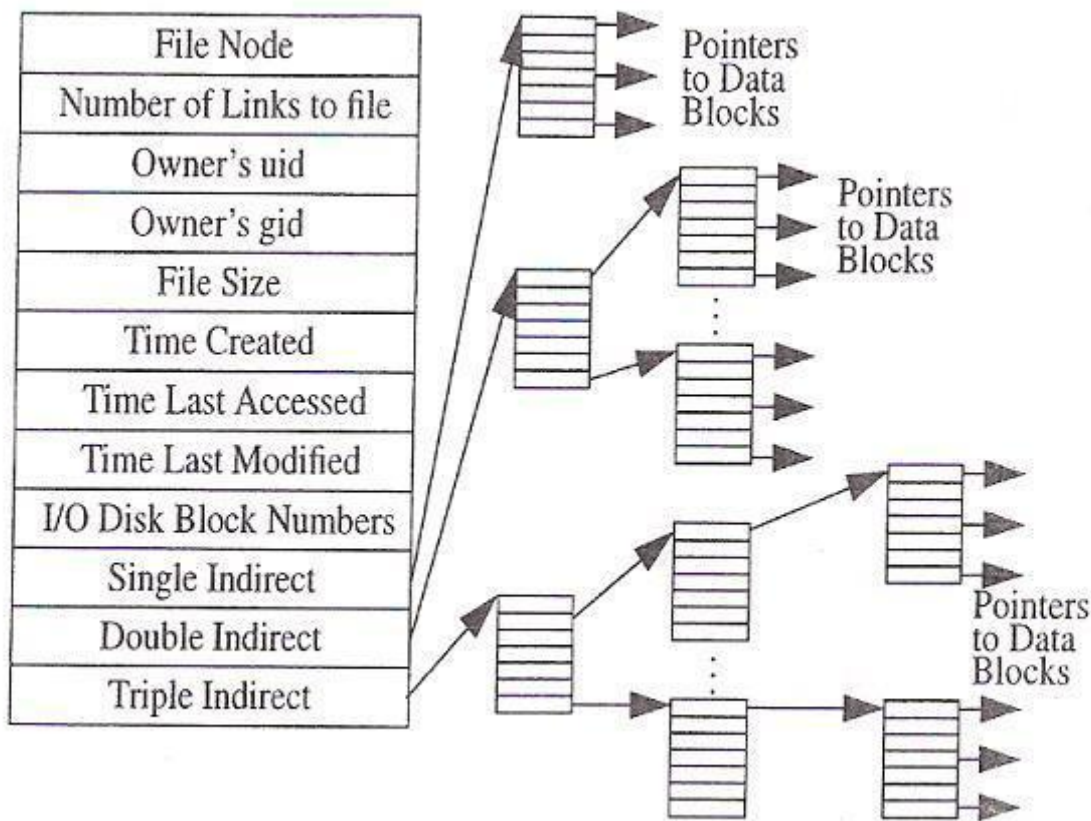 File Node
Number of Links to file
Owner's uid
Owner's gid
File Size
Time Created
Time Last Accessed
Time Last Modified
I/O Disk Block Numbers
Single Indirect
Double Indirect
Triple Indirect
Pointers
to Data
Blocks
Pointers
to Data
Blocks
Pointers
to Data
Blocks